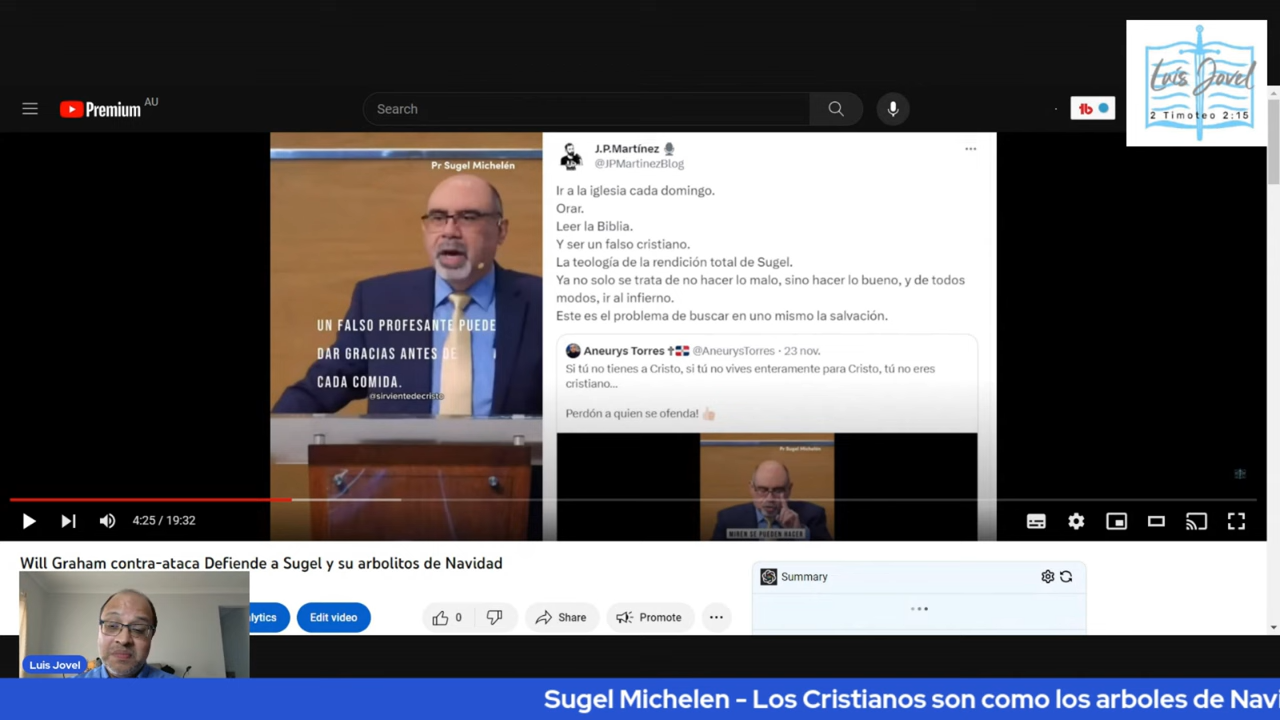 Luis Jovel
2 Timoteo 2:15
Premium AU
Search
Pr Sugel Michelén
UN FALSO PROFESANTE PUEDE
DAR GRACIAS ANTES DE
CADA COMIDA.
@sirvientedecristo
J.P.Martínez
@JPMartinezBlog
Ir a la iglesia cada domingo.
Orar.
Leer la Biblia.
Y ser un falso cristiano.
La teología de la rendición total de Sugel.
Ya no solo se trata de no hacer lo malo, sino hacer lo bueno, y de todos
modos, ir al infierno.
Este es el problema de buscar en uno mismo la salvación.
Aneurys Torres @AneurysTorres · 23 nov.
Si tú no tienes a Cristo, si tú no vives enteramente para Cristo, tú no eres
cristiano...
Perdón a quien se ofenda!
Pr Sugel Michelén
MIREN SE PUEDEN HACER
4:25 / 19:32
Will Graham contra-ataca Defiende a Sugel y su arbolitos de Navidad
lytics
Edit video
0
Share
Promote
Summary
Luis Jovel
Sugel Michelen - Los Cristianos son como los arboles de Navi